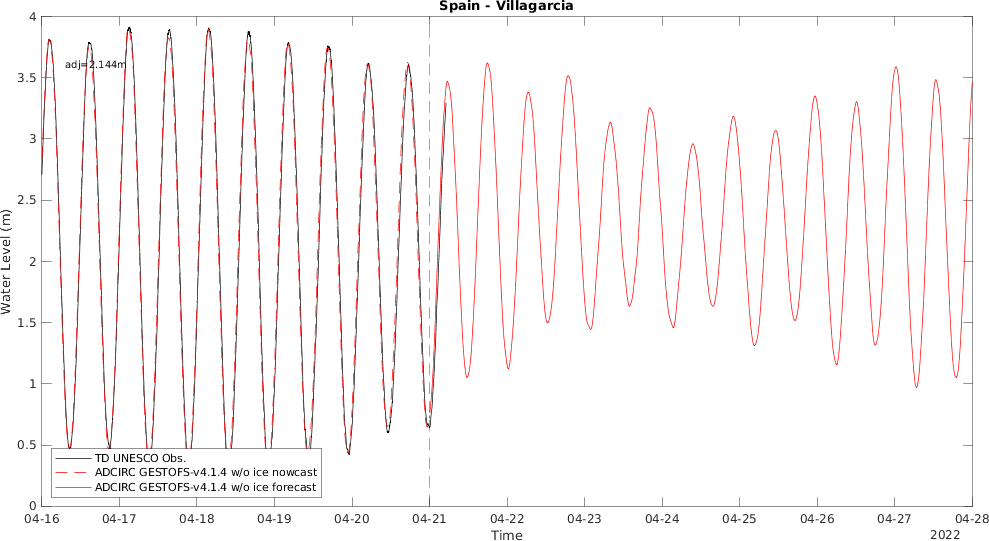 Spain - Villagarcia
4
3.5
3
2.5
2
1.5
1
0.5
0
Water Level (m)
adj=2.144m
TD UNESCO Obs.
ADCIRC GESTOFS-v4.1.4 w/o ice nowcast
ADCIRC GESTOFS-v4.1.4 w/o ice forecast
04-16 04-17 04-18 04-19 04-20 04-21 04-22 04-23 04-24 04-25 04-26 04-27 04-28
Time
2022